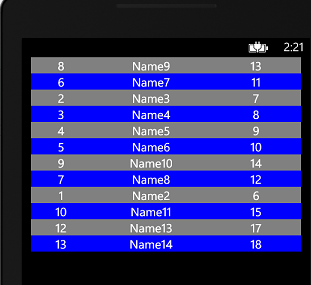 2:21
8 Name9 13
6 Name7 11
2 Name3 7
3 Name4 8
4 Name5 9
5 Name6 10
9 Name10 14
7 Name8 12
1 Name2 6
10 Name11 15
12 Name13 17
13 Name14 18